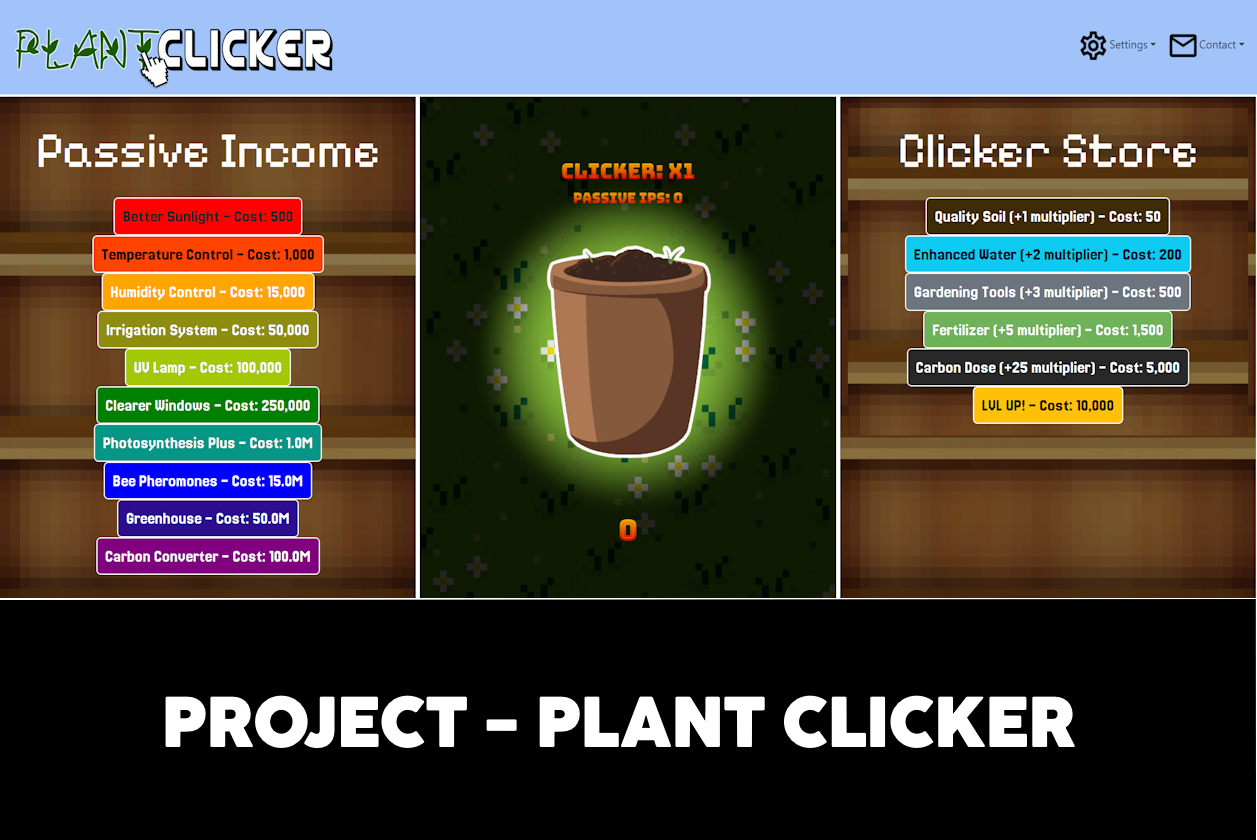 PLANT CLICKER
Settings
Contact
Passive Income
Better Sunlight - Cost: 500
Temperature Control - Cost: 1,000
Humidity Control - Cost: 15,000
Irrigation System - Cost: 50,000
UV Lamp - Cost: 100,000
Clearer Windows - Cost: 250,000
Photosynthesis Plus - Cost: 1.0M
Bee Pheromones - Cost: 15.0M
Greenhouse - Cost: 50.0M
Carbon Converter - Cost: 100.0M
CLICKER: X1
PASSIVE IPS: 0
0
Clicker Store
Quality Soil (+1 multiplier) - Cost: 50
Enhanced Water (+2 multiplier) - Cost: 200
Gardening Tools (+3 multiplier) - Cost: 500
Fertilizer (+5 multiplier) - Cost: 1,500
Carbon Dose (+25 multiplier) - Cost: 5,000
LVL UP! - Cost: 10,000
PROJECT - PLANT CLICKER